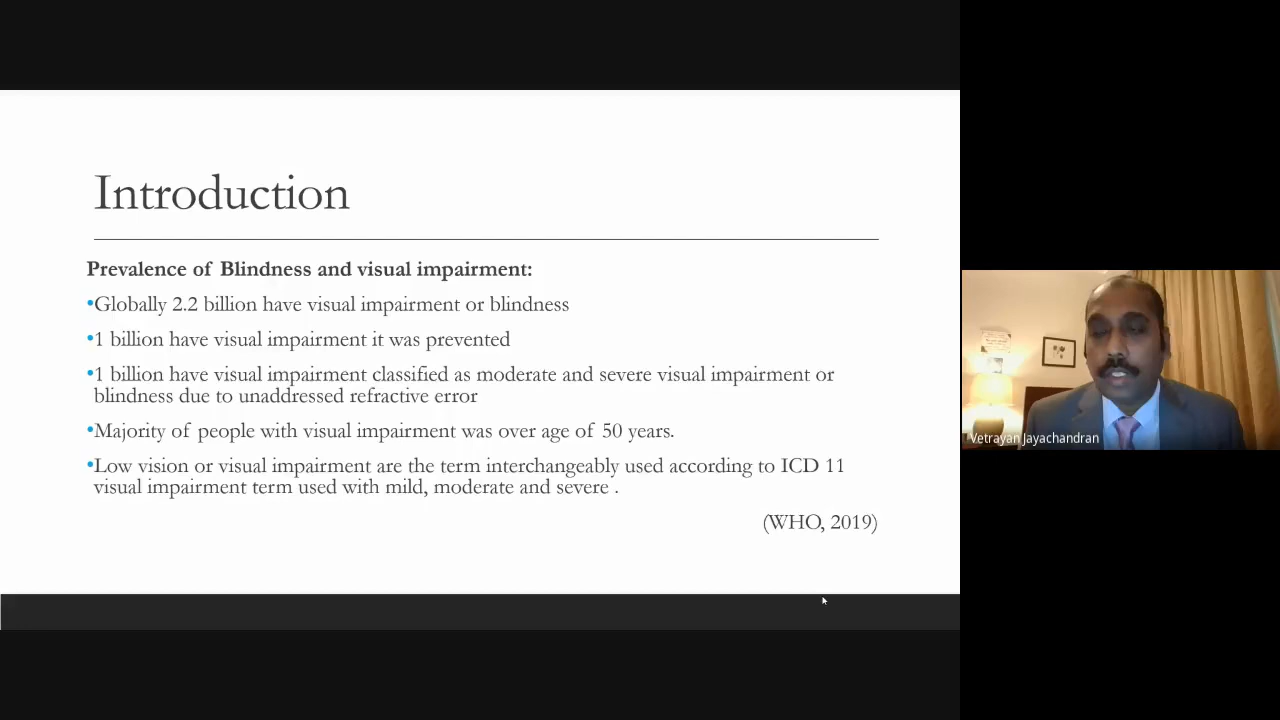 Introduction
Prevalence of Blindness and visual impairment:
•Globally 2.2 billion have visual impairment or blindness
•1 billion have visual impairment it was prevented
•1 billion have visual impairment classified as moderate and severe visual impairment or
blindness due to unaddressed refractive error
•Majority of people with visual impairment was over age of 50 years.
•Low vision or visual impairment are the term interchangeably used according to ICD 11
visual impairment term used with mild, moderate and severe .
(WHO, 2019)
Vetrayan Jayachandran